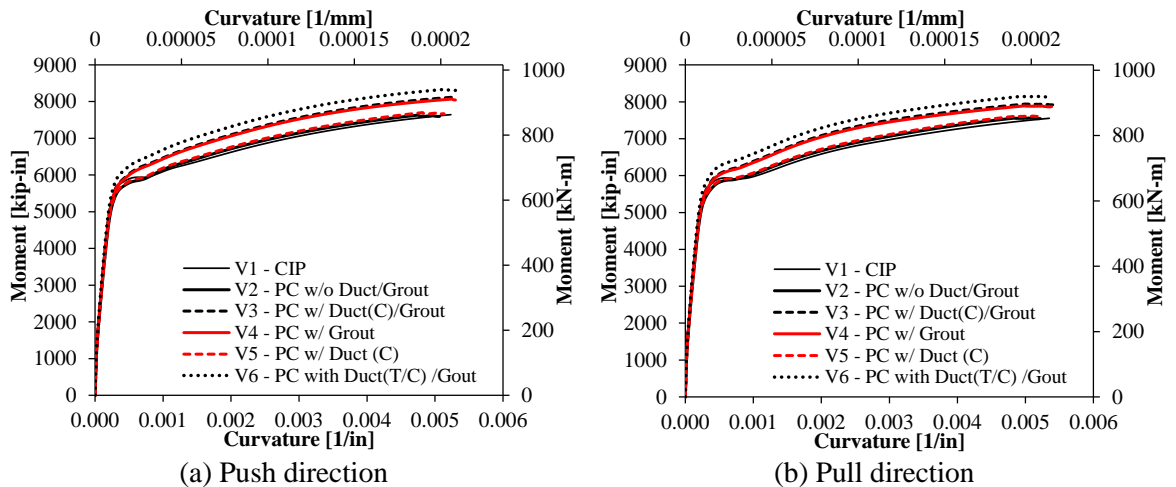 Curvature [1/mm]
0 0.00005 0.0001 0.00015 0.0002
9000
8000
7000
6000
5000
4000
3000
2000
1000
0
Moment [kip-in]
1000
800
600
400
200
0
Moment [kN-m]
V1 - CIP
V2 - PC w/o Duct/Grout
V3 - PC w/ Duct(C)/Grout
V4 - PC w/ Grout
V5 - PC w/ Duct (C)
V6 - PC with Duct(T/C) /Gout
0.000 0.001 0.002 0.003 0.004 0.005 0.006
Curvature [1/in]
(a) Push direction
Curvature [1/mm]
0 0.00005 0.0001 0.00015 0.0002
9000
8000
7000
6000
5000
4000
3000
2000
1000
0
Moment [kip-in]
1000
800
600
400
200
0
Moment [kN-m]
V1 - CIP
V2 - PC w/o Duct/Grout
V3 - PC w/ Duct(C)/Grout
V4 - PC w/ Grout
V5 - PC w/ Duct (C)
V6 - PC with Duct(T/C) /Gout
0.000 0.001 0.002 0.003 0.004 0.005 0.006
Curvature [1/in]
(b) Pull direction